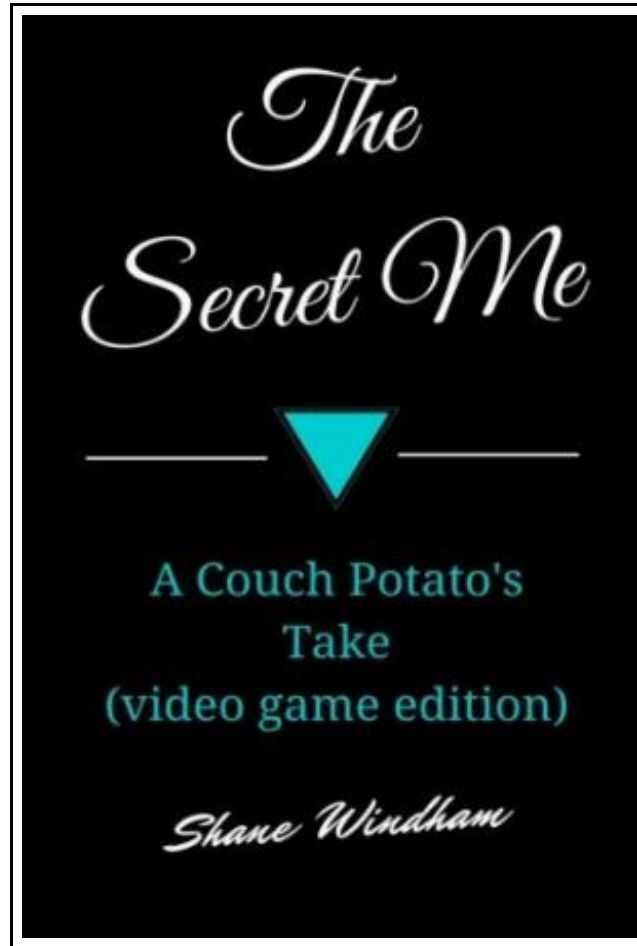 The
Secret Me
A Couch Potato's
Take
(video game edition)
Shane Windham